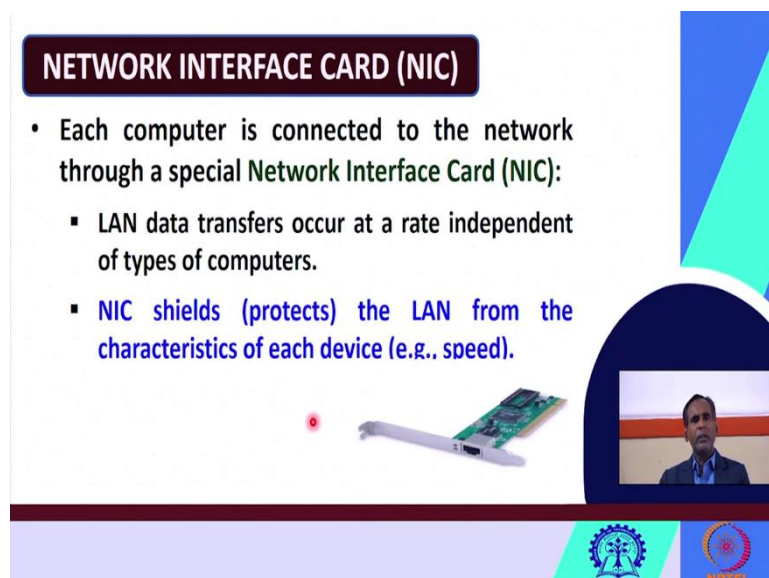 NETWORK INTERFACE CARD (NIC)
• Each computer is connected to the network
through a special Network Interface Card (NIC):
▪ LAN data transfers occur at a rate independent
of types of computers.
▪ NIC shields (protects) the LAN from the
characteristics of each device (e.g., speed).